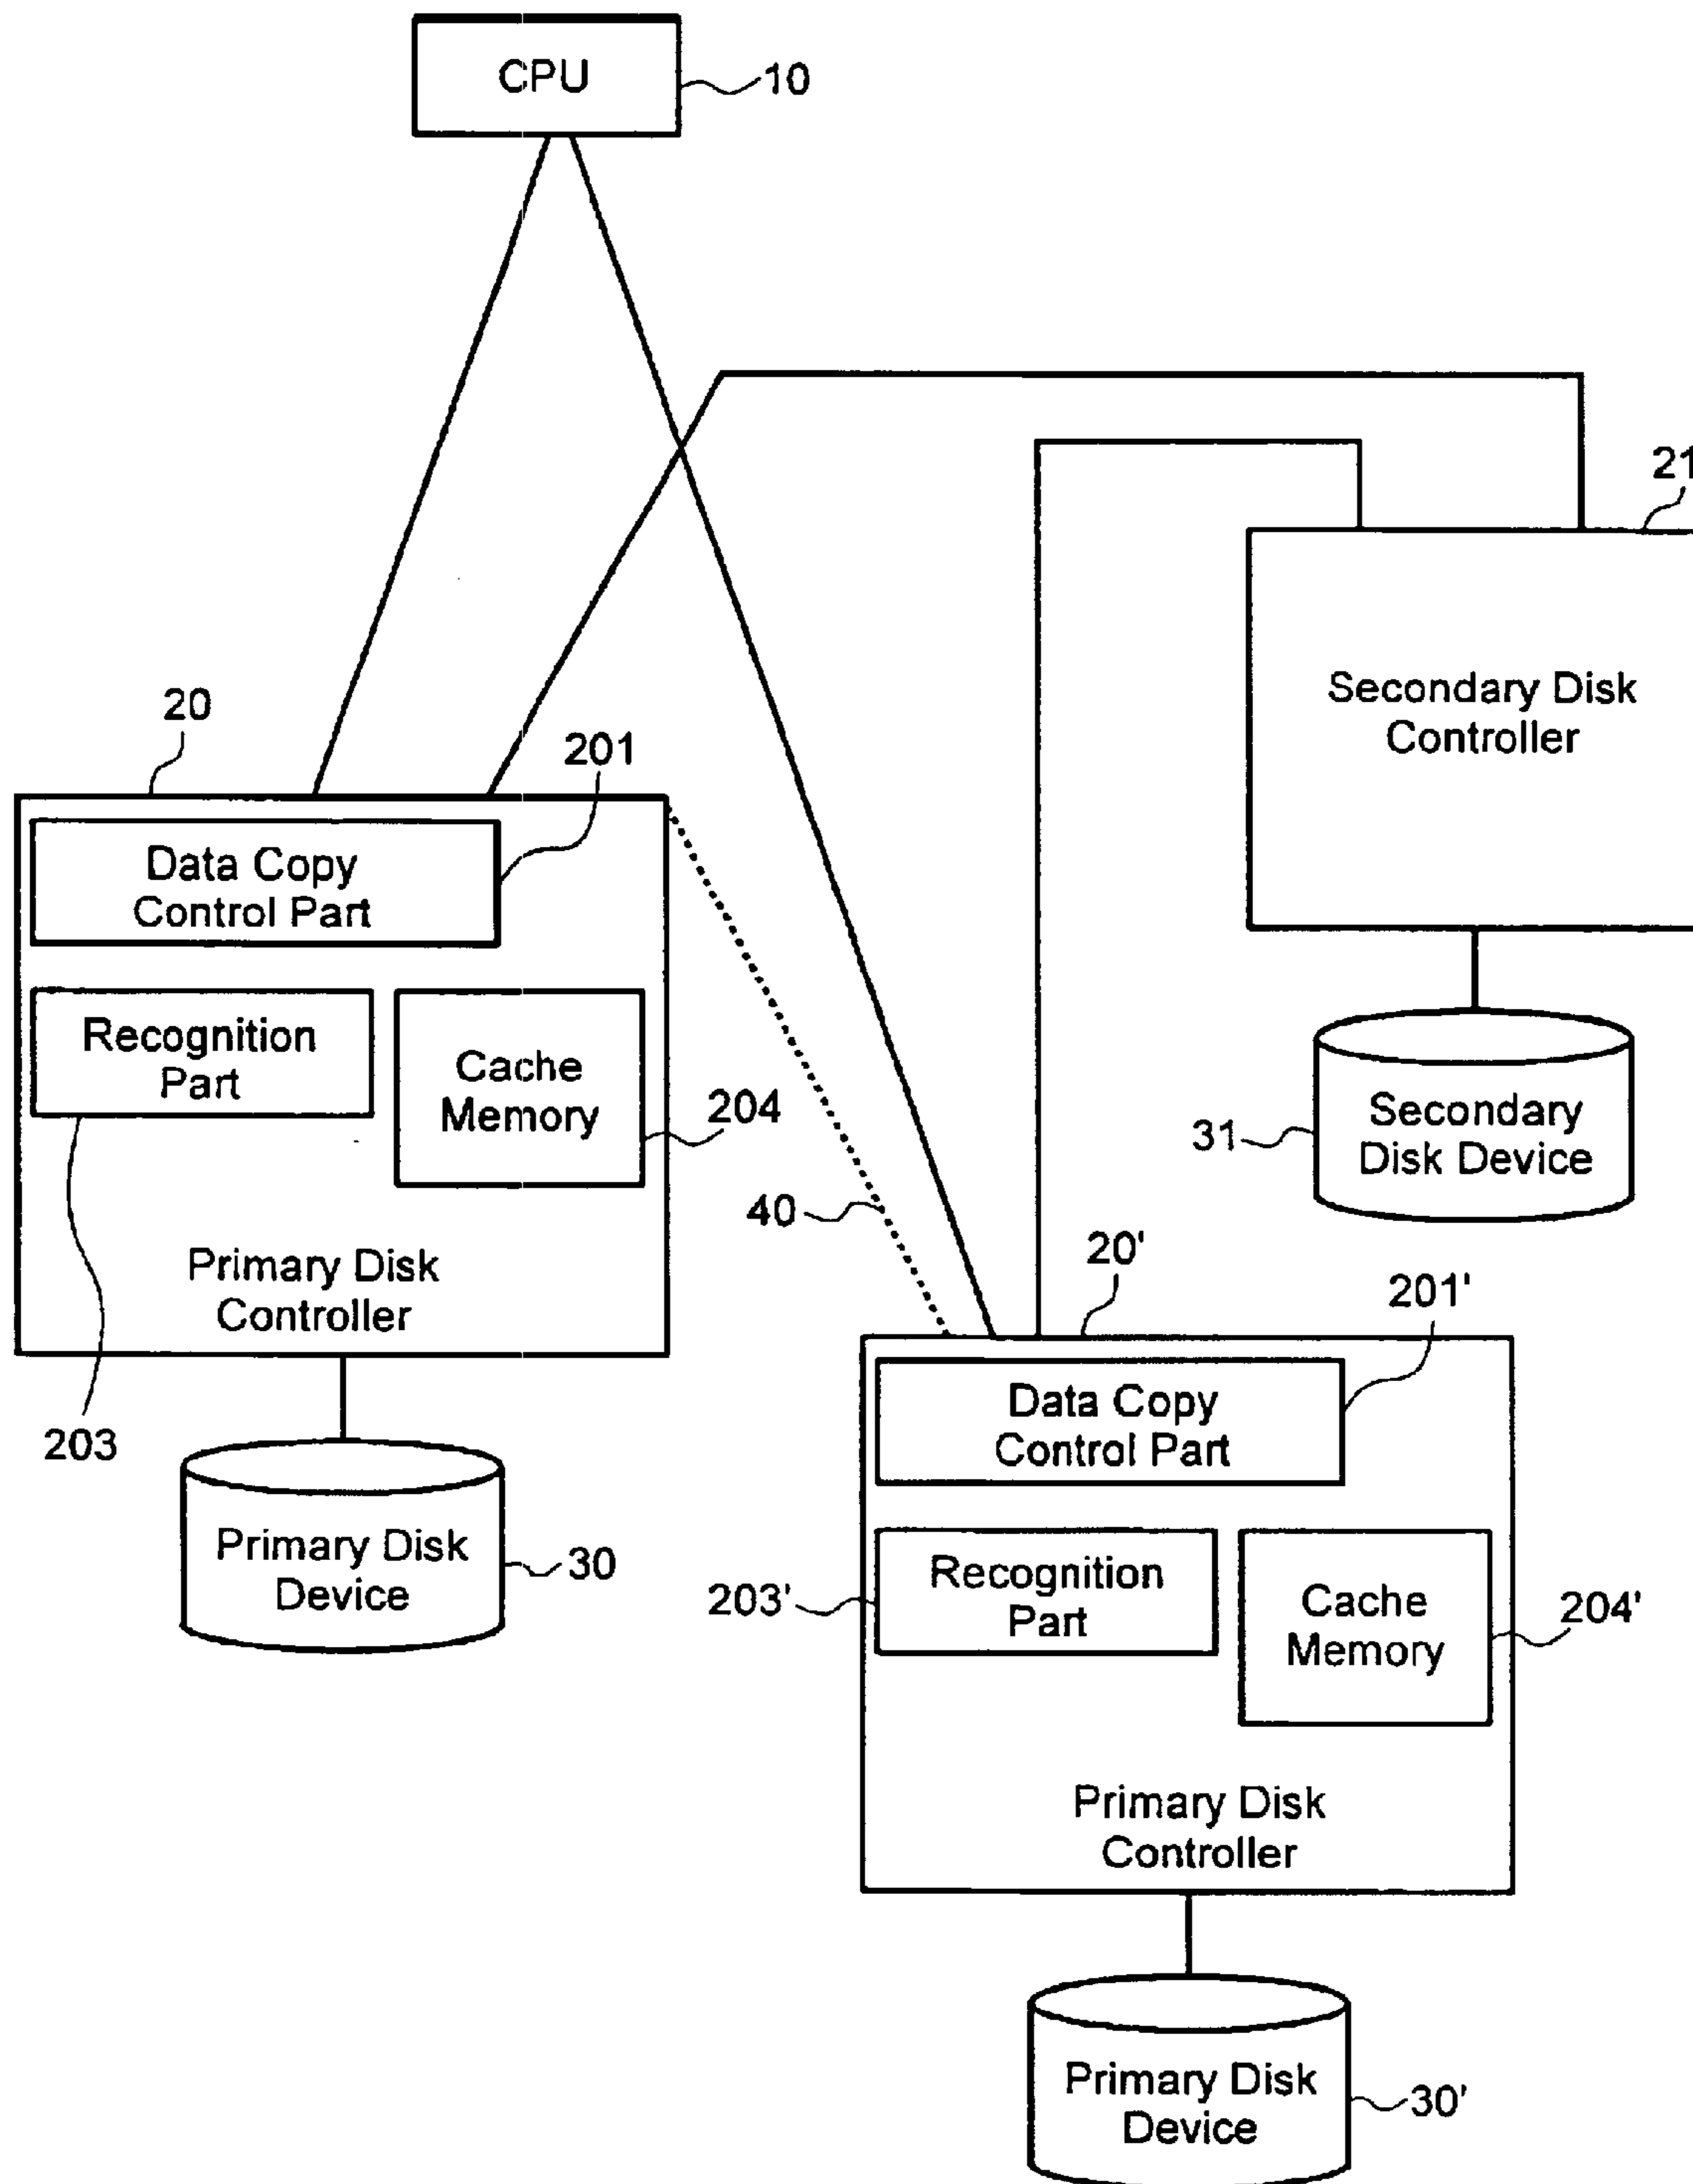 CPU
10
21
Secondary Disk
Controller
20
201
Data Copy
Control Part
Recognition
Part
Cache
Memory
204
Secondary
Disk Device
31
40
Primary Disk
Controller
20'
201'
203
Data Copy
Control Part
Primary Disk
Device
30
203'
Recognition
Part
Cache
Memory
204'
Primary Disk
Controller
Primary Disk
Device
30'